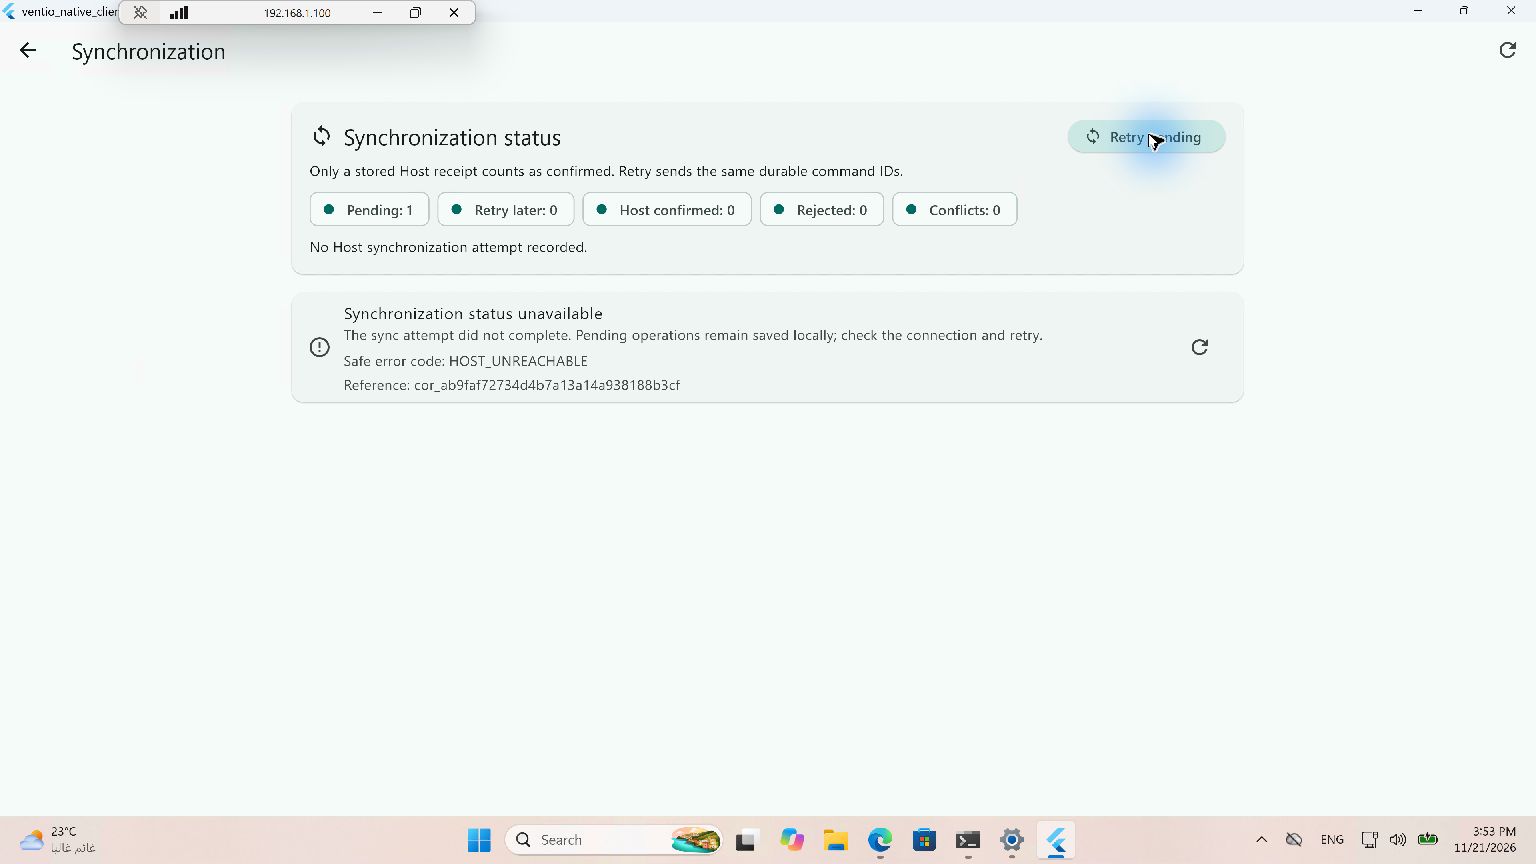 ventio_native_clien
192.168.1.100
Synchronization
Synchronization status
Retry pending
Only a stored Host receipt counts as confirmed. Retry sends the same durable command IDs.
Pending: 1
Retry later: 0
Host confirmed: 0
Rejected: 0
Conflicts: 0
No Host synchronization attempt recorded.
Synchronization status unavailable
The sync attempt did not complete. Pending operations remain saved locally; check the connection and retry.
Safe error code: HOST_UNREACHABLE
Reference: cor_ab9faf72734d4b7a13a14a938188b3cf
23°C
غائم غالبا
Search
ENG
3:53 PM
11/21/2026